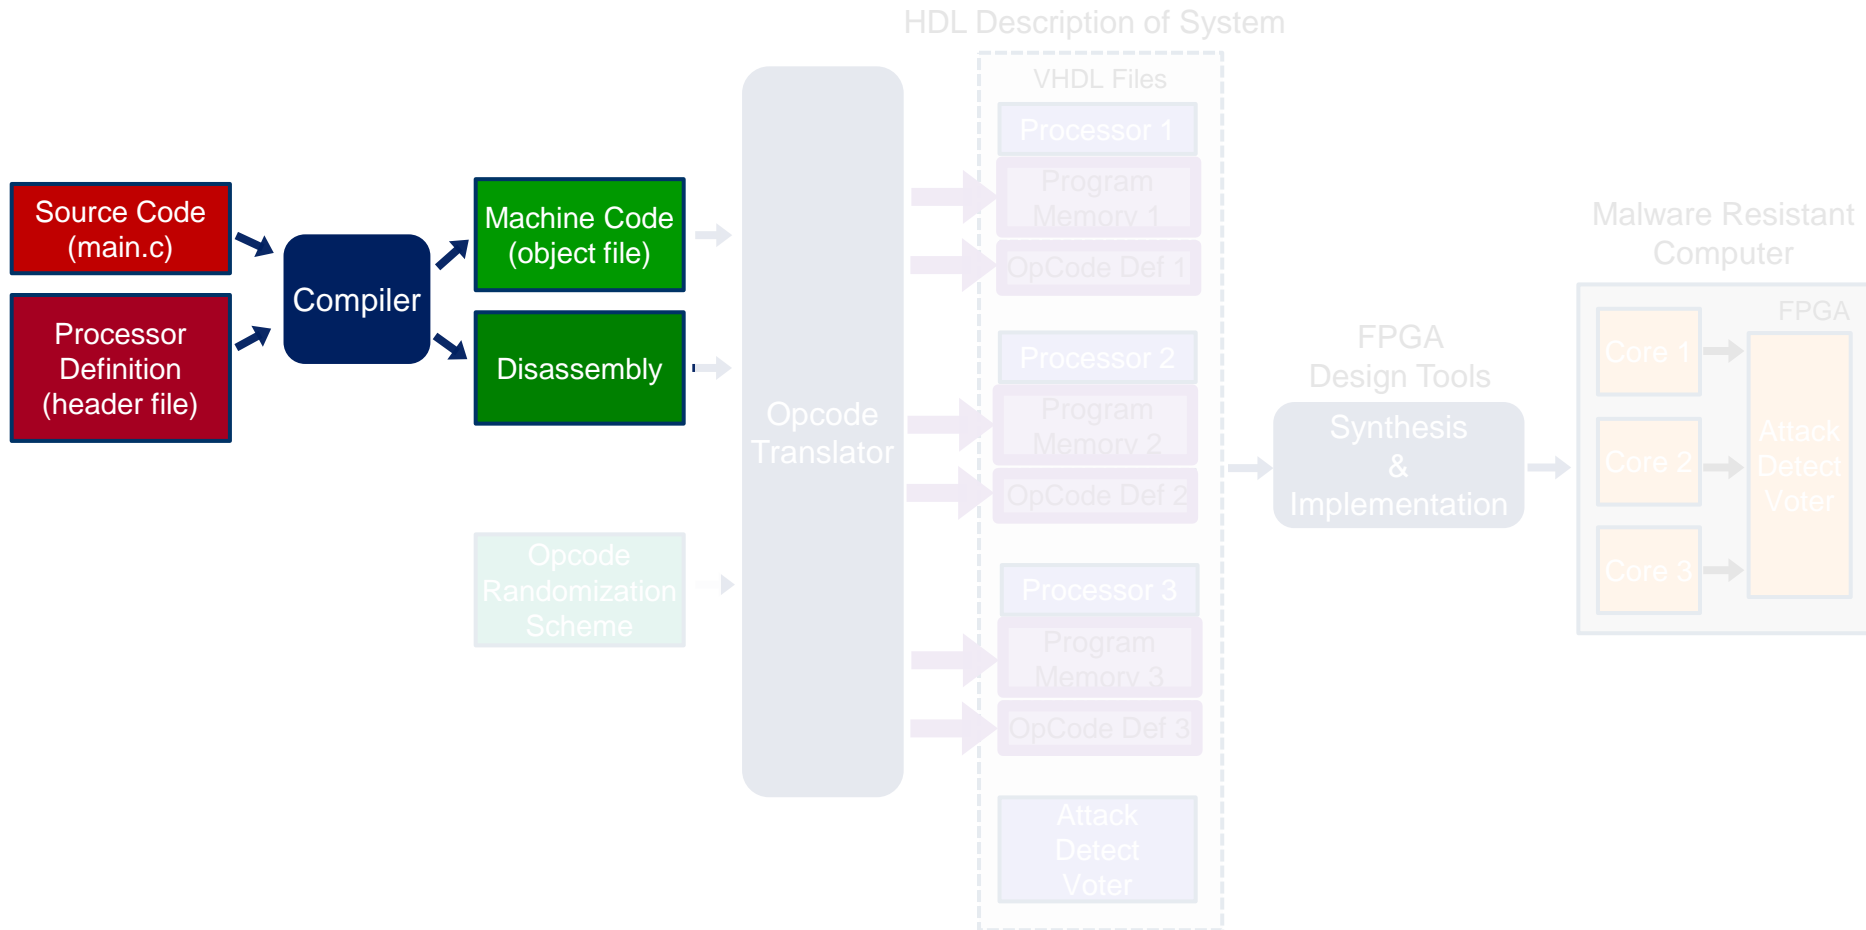 HDL Description of System
VHDL Files
Source Code
(main.c)
Processor
Definition
(header file)
Compiler
Machine Code
(object file)
Disassembly
Opcode
Randomization
Scheme
Opcode
Translator
Processor 1
Program
Memory 1
OpCode Def 1
Processor 2
Program
Memory 2
OpCode Def 2
Processor 3
Program
Memory 3
OpCode Def 3
Attack
Detect
Voter
FPGA
Design Tools
Synthesis
&
Implementation
Malware Resistant
Computer
FPGA
Core 1
Core 2
Core 3
Attack
Detect
Voter